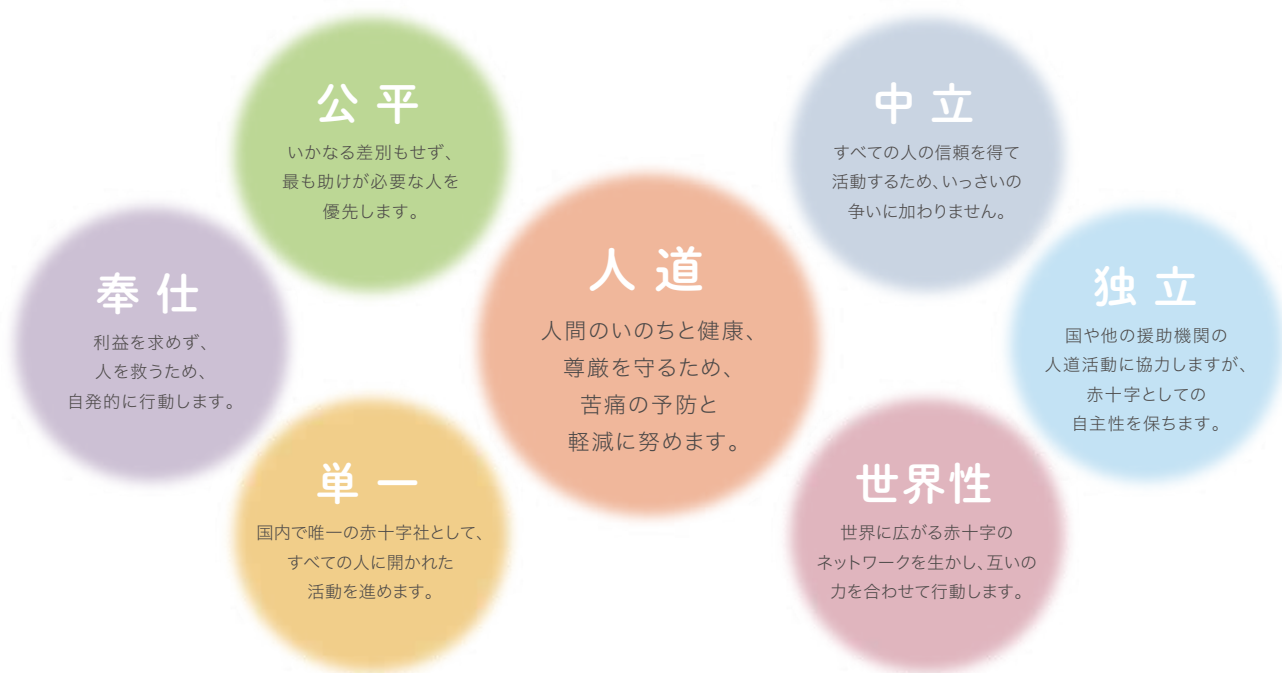 公平
いかなる差別もせず、
最も助けが必要な人を
優先します。
中立
すべての人の信頼を得て
活動するため、いっさいの
争いに加わりません。
人道
人間のいのちと健康、
尊厳を守るため、
苦痛の予防と
軽減に努めます。
奉仕
利益を求めず、
人を救うため、
自発的に行動します。
独立
国や他の援助機関の
人道活動に協力しますが、
赤十字としての
自主性を保ちます。
単一
国内で唯一の赤十字社として、
すべての人に開かれた
活動を進めます。
世界性
世界に広がる赤十字の
ネットワークを生かし、互いの
力を合わせて行動します。